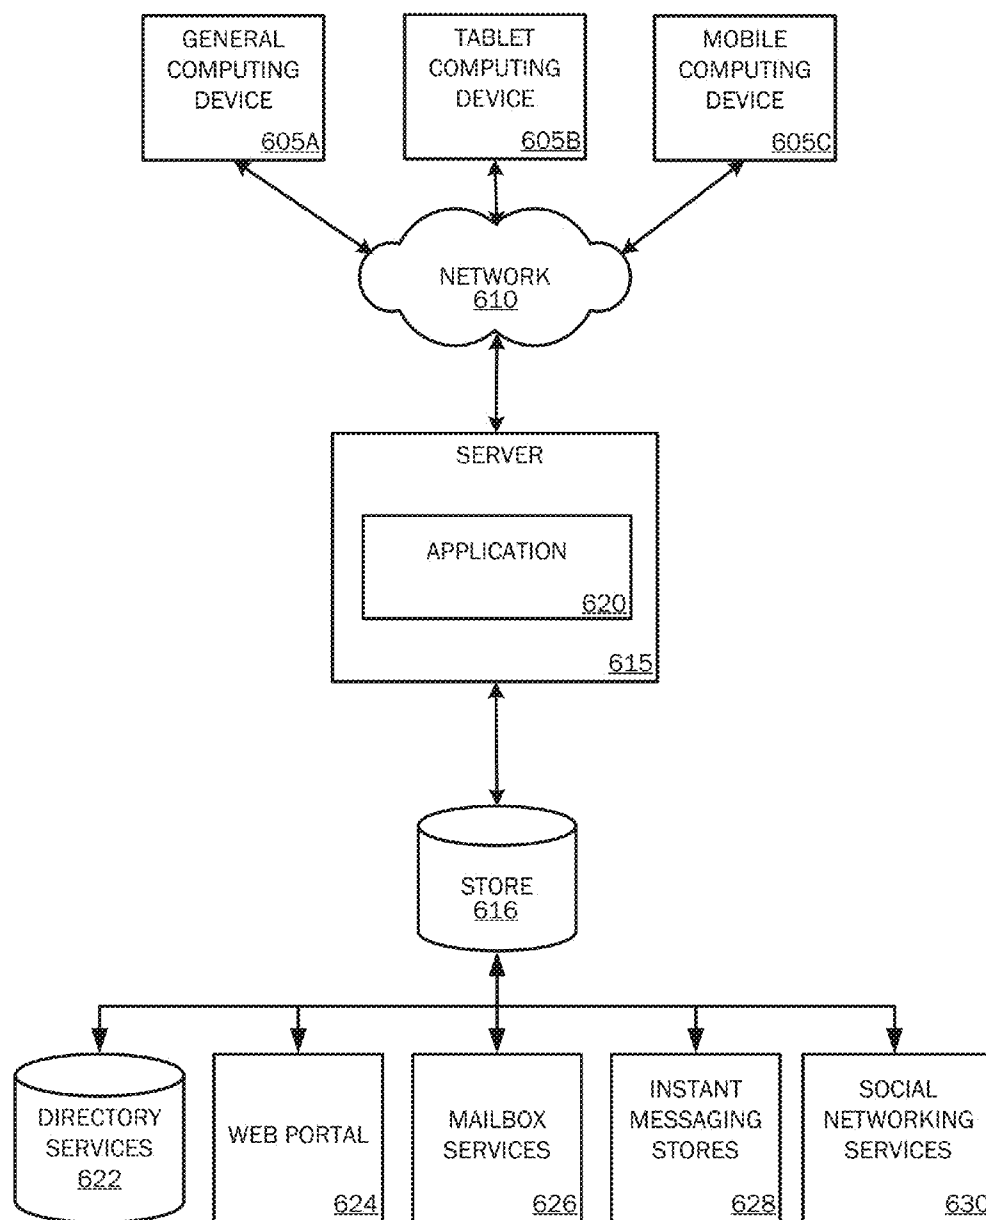 GENERAL
COMPUTING
DEVICE
605A
TABLET
COMPUTING
DEVICE
605B
MOBILE
COMPUTING
DEVICE
605C
NETWORK
610
SERVER
APPLICATION
620
615
STORE
616
DIRECTORY
SERVICES
622
WEB PORTAL
624
MAILBOX
SERVICES
626
INSTANT
MESSAGING
STORES
628
SOCIAL
NETWORKING
SERVICES
630